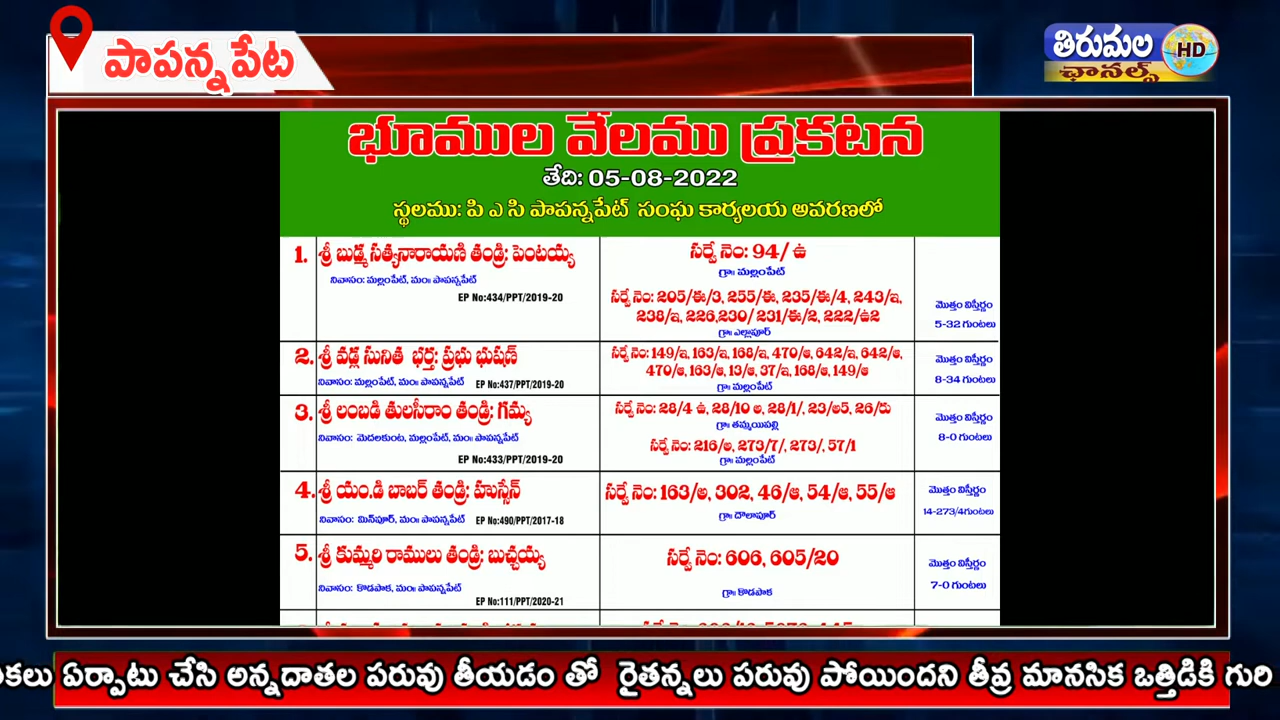 పాపన్నపేట
తిరుమల
ఛానల్స్
HD
భూముల వేలము ప్రకటన
తేది: 05-08-2022
స్థలము: పి ఎ సి పాపన్నపేట్ సంఘ కార్యలయ అవరణలో
1. శ్రీ బుడ్మ సత్యనారాయణి తండ్రి: పెంటయ్య
నివాసం: మల్లంపేట్, మం॥ పాపన్నపేట్
EP No:434/PPT/2019-20
సర్వే నెం: 94/ ఉ
గ్రా॥ మల్లంపేట్
సర్వే నెం: 205/ఈ/3, 255/ఈ, 235/ఈ/4, 243/ఇ,
238/ఇ, 226,230/ 231/ఈ/2, 222/ఉ2
గ్రా॥ ఎల్లాపూర్
మొత్తం విస్తీర్ణం
5-32 గుంటలు
2. శ్రీ వడ్ల సునిత భర్త: ప్రభు భుషణ్
నివాసం: మల్లంపేట్, మం॥ పాపన్నపేట్ EP No:437/PPT/2019-20
సర్వే నెం: 149/ఇ, 163/ఇ, 168/ఇ, 470/ఆ, 642/ఇ, 642/ఆ,
470/ఆ, 163/ఆ, 13/ఆ, 37/ఇ, 168/ఆ, 149/ఆ
గ్రా॥ మల్లంపేట్
మొత్తం విస్తీర్ణం
8-34 గుంటలు
3. శ్రీ లంబడి తులసీరాం తండ్రి: గమ్య
నివాసం: మెదలకుంట, మల్లంపేట్, మం॥ పాపన్నపేట్
EP No:433/PPT/2019-20
సర్వే నెం: 28/4 ఉ, 28/10 అ, 28/1/, 23/అ5, 26/రు
గ్రా॥ తమ్మయిపల్లి
సర్వే నెం: 216/అ, 273/7/, 273/, 57/1
గ్రా॥ మల్లంపేట్
మొత్తం విస్తీర్ణం
8-0 గుంటలు
4. శ్రీ యం.డి బాబర్ తండ్రి: హుస్సేన్
నివాసం: మిన్‌పూర్, మం॥ పాపన్నపేట్ EP No:490/PPT/2017-18
సర్వే నెం: 163/అ, 302, 46/ఆ, 54/ఆ, 55/ఆ
గ్రా॥ దౌలాపూర్
మొత్తం విస్తీర్ణం
14-273/4గుంటలు
5. శ్రీ కుమ్మరి రాములు తండ్రి: బుచ్చయ్య
నివాసం: కొడపాక, మం॥ పాపన్నపేట్
EP No:111/PPT/2020-21
సర్వే నెం: 606, 605/20
గ్రా॥ కొడపాక
మొత్తం విస్తీర్ణం
7-0 గుంటలు
ఏర్పాటు చేసి అన్నదాతల పరువు తీయడం తో రైతన్నలు పరువు పోయిందని తీవ్ర మానసిక ఒత్తిడికి గురి